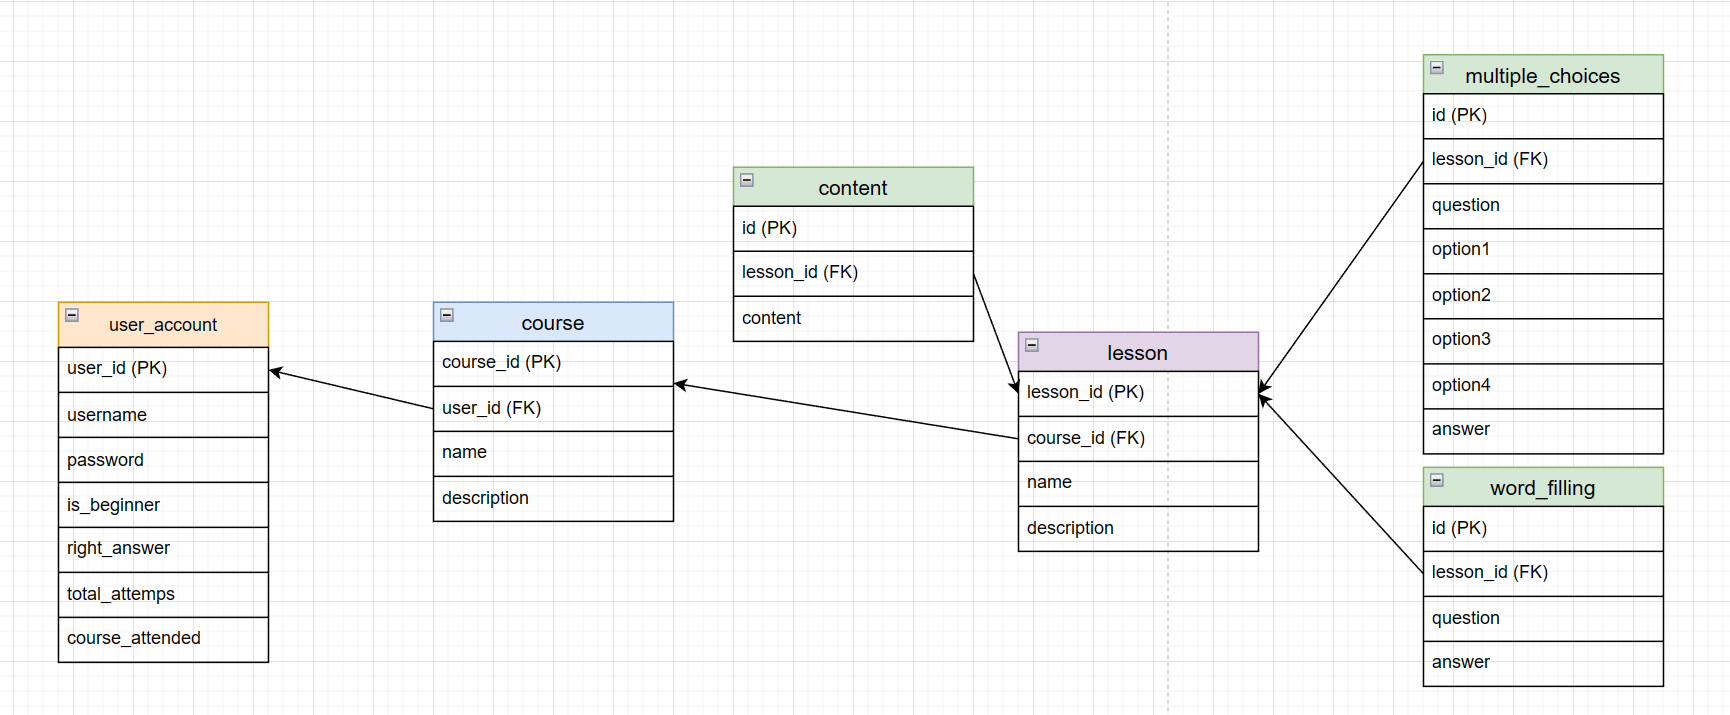 user_account
user_id (PK)
username
password
is_beginner
right_answer
total_attemps
course_attended
course
course_id (PK)
user_id (FK)
name
description
content
id (PK)
lesson_id (FK)
content
lesson
lesson_id (PK)
course_id (FK)
name
description
multiple_choices
id (PK)
lesson_id (FK)
question
option1
option2
option3
option4
answer
word_filling
id (PK)
lesson_id (FK)
question
answer